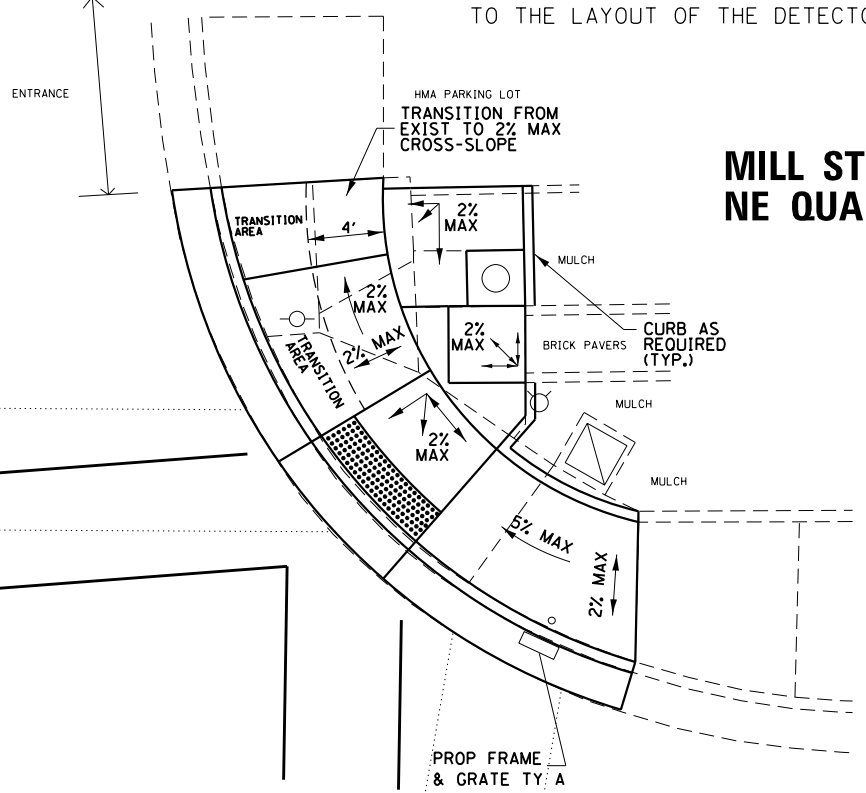 TO THE LAYOUT OF THE DETECTO
ENTRANCE
HMA PARKING LOT
TRANSITION FROM
EXIST TO 2% MAX
CROSS-SLOPE
MILL ST
NE QUA
TRANSITION
AREA
4'
2%
MAX
MULCH
2%
MAX
2% MAX
TRANSITION
AREA
2%
MAX
BRICK PAVERS
CURB AS
REQUIRED
(TYP.)
MULCH
2%
MAX
MULCH
5% MAX
2% MAX
PROP FRAME
& GRATE TY A